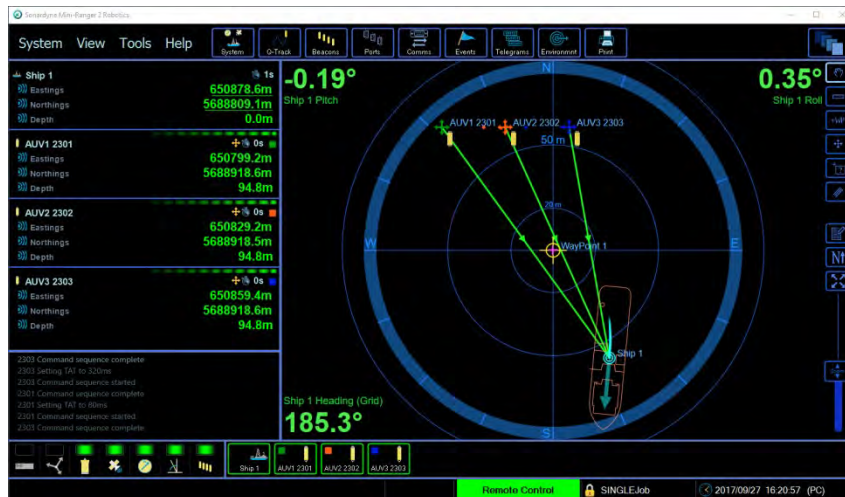 Sonardyne Mini-Ranger 2 Robotics
System View Tools Help
System Q-Track Beacons Ports Comms Events Telegrams Environmnt Print
Ship 1 1s
Eastings 650878.6m
Northings 5688809.1m
Depth 0.0m
AUV1 2301 0s
Eastings 650799.2m
Northings 5688918.6m
Depth 94.8m
AUV2 2302 0s
Eastings 650829.2m
Northings 5688918.5m
Depth 94.8m
AUV3 2303 0s
Eastings 650859.4m
Northings 5688918.6m
Depth 94.8m
2303 Command sequence complete
2303 Setting TAT to 320ms
2303 Command sequence started
2301 Command sequence complete
2301 Setting TAT to 80ms
2301 Command sequence started
2303 Command sequence complete
-0.19°
Ship 1 Pitch
0.35°
Ship 1 Roll
N
AUV1 2301 AUV2 2302 AUV3 2303
50 m
20 m
W
WayPoint 1
E
Ship 1
Ship 1 Heading (Grid)
185.3°
S
Ship 1 AUV1 2301 AUV2 2302 AUV3 2303
Remote Control SINGLEJob 2017/09/27 16:20:57 (PC)